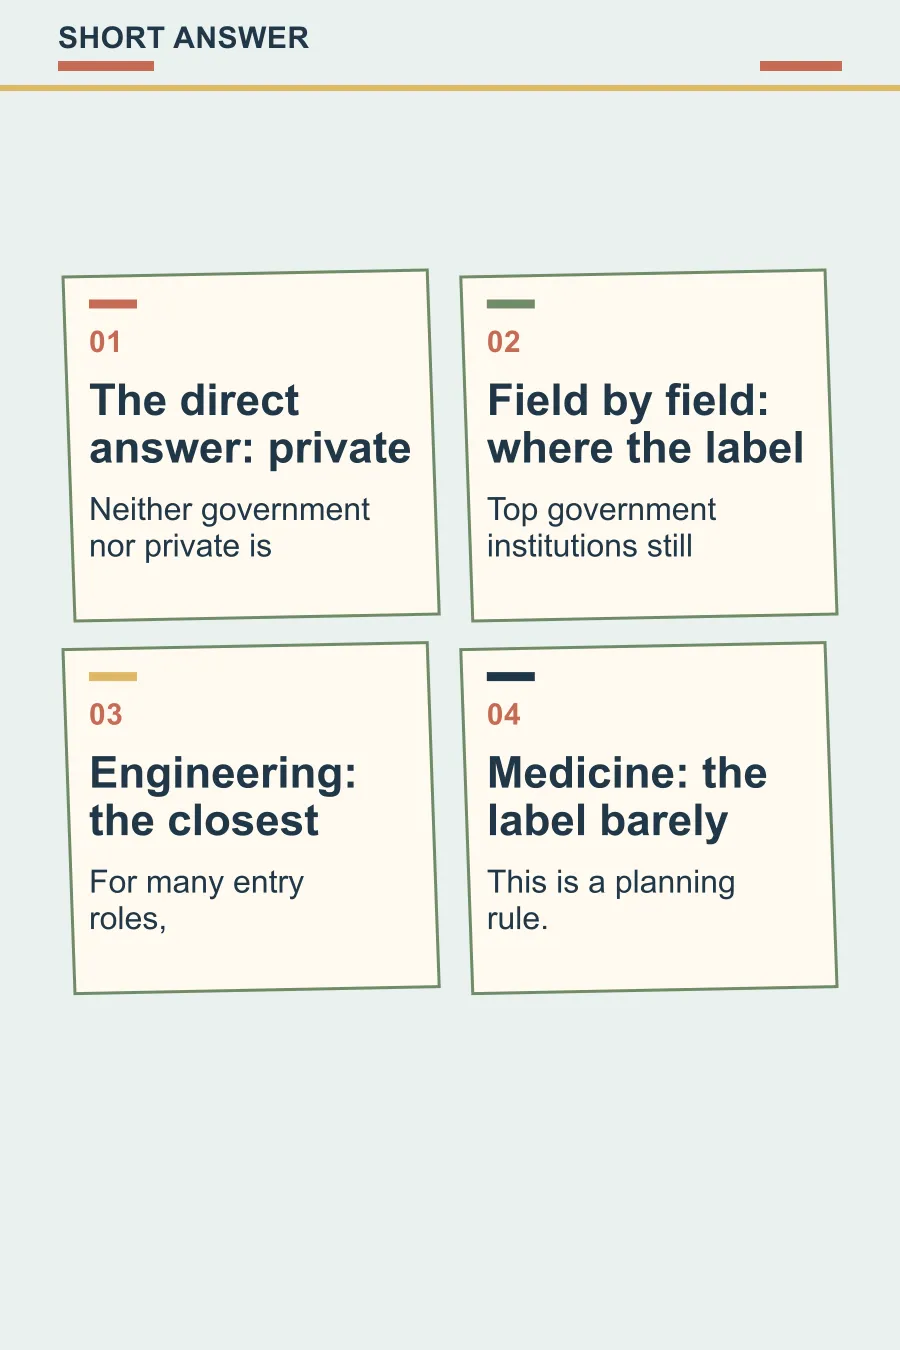 SHORT ANSWER
01
The direct
answer: private
Neither government
nor private is
02
Field by field:
where the label
Top government
institutions still
03
Engineering:
the closest
For many entry
roles,
04
Medicine: the
label barely
This is a planning
rule.